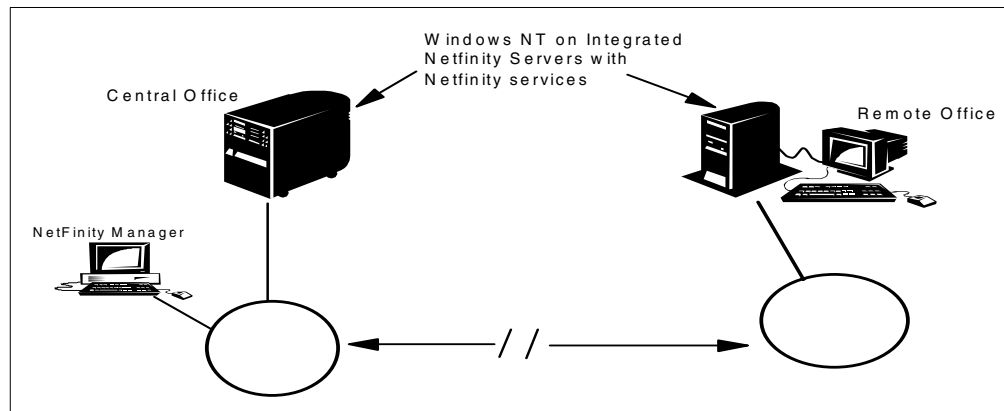 Windows NT on Integrated
Netfinity Servers with
Netfinity services
Central Office
Remote Office
NetFinity Manager